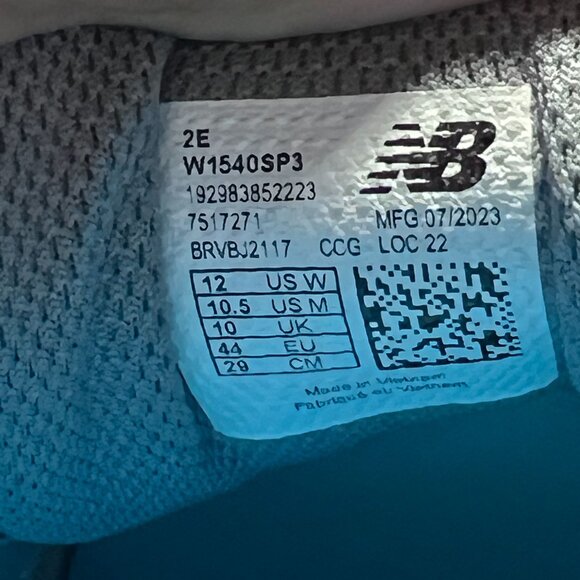 2E
W1540SP3
NB
192983852223
7517271 MFG 07/2023
BRVBJ2117 CCG LOC 22
12 US W
10.5 US M
10 UK
44 EU
29 CM
Made in Vietnam
Fabriqué au Vietnam